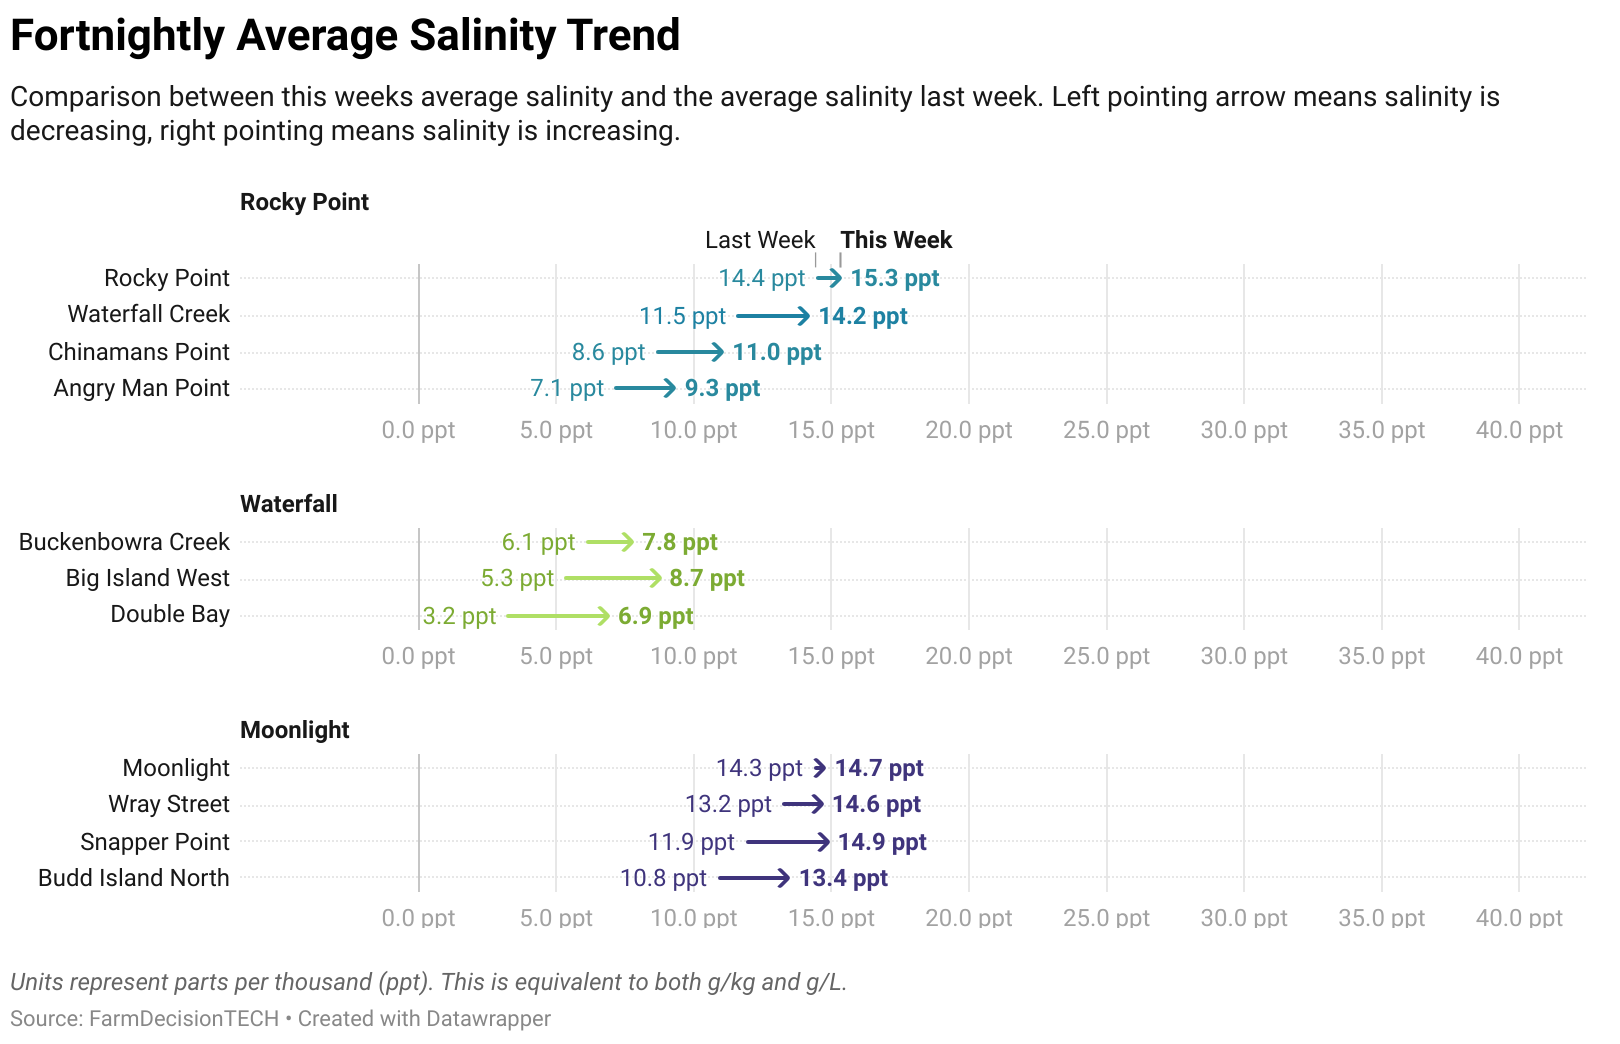 Fortnightly Average Salinity Trend
Comparison between this weeks average salinity and the average salinity last week. Left pointing arrow means salinity is
decreasing, right pointing means salinity is increasing.
Rocky Point
Last Week This Week
Rocky Point 14.4 ppt 15.3 ppt
Waterfall Creek 11.5 ppt 14.2 ppt
Chinamans Point 8.6 ppt 11.0 ppt
Angry Man Point 7.1 ppt 9.3 ppt
0.0 ppt 5.0 ppt 10.0 ppt 15.0 ppt 20.0 ppt 25.0 ppt 30.0 ppt 35.0 ppt 40.0 ppt
Waterfall
Buckenbowra Creek 6.1 ppt 7.8 ppt
Big Island West 5.3 ppt 8.7 ppt
Double Bay 3.2 ppt 6.9 ppt
0.0 ppt 5.0 ppt 10.0 ppt 15.0 ppt 20.0 ppt 25.0 ppt 30.0 ppt 35.0 ppt 40.0 ppt
Moonlight
Moonlight 14.3 ppt 14.7 ppt
Wray Street 13.2 ppt 14.6 ppt
Snapper Point 11.9 ppt 14.9 ppt
Budd Island North 10.8 ppt 13.4 ppt
0.0 ppt 5.0 ppt 10.0 ppt 15.0 ppt 20.0 ppt 25.0 ppt 30.0 ppt 35.0 ppt 40.0 ppt
Units represent parts per thousand (ppt). This is equivalent to both g/kg and g/L.
Source: FarmDecisionTECH • Created with Datawrapper